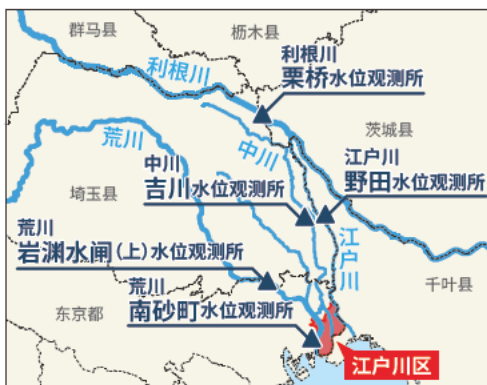 群马县
枥木县
利根川
利根川
栗桥水位观测所
荒川
中川
茨城县
中川
吉川水位观测所
江户川
野田水位观测所
埼玉县
荒川
岩渊水闸(上)水位观测所
江户川
千叶县
荒川
南砂町水位观测所
东京都
江户川区